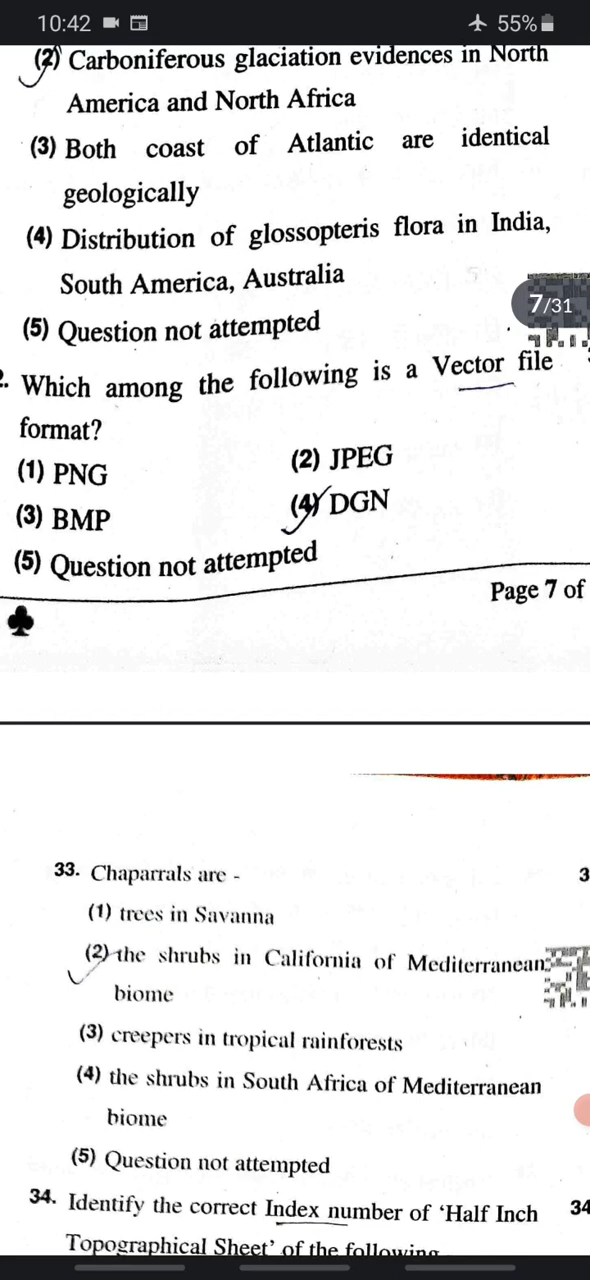 10:42 55%
(2) Carboniferous glaciation evidences in North
America and North Africa
(3) Both coast of Atlantic are identical
geologically
(4) Distribution of glossopteris flora in India,
South America, Australia
7/31
(5) Question not attempted
2. Which among the following is a Vector file
format?
(1) PNG (2) JPEG
(3) BMP (4) DGN
(5) Question not attempted
Page 7 of
33. Chaparrals are - 3
(1) trees in Savanna
(2) the shrubs in California of Mediterranean
biome
(3) creepers in tropical rainforests
(4) the shrubs in South Africa of Mediterranean
biome
(5) Question not attempted
34. Identify the correct Index number of ‘Half Inch 34
Topographical Sheet’ of the following